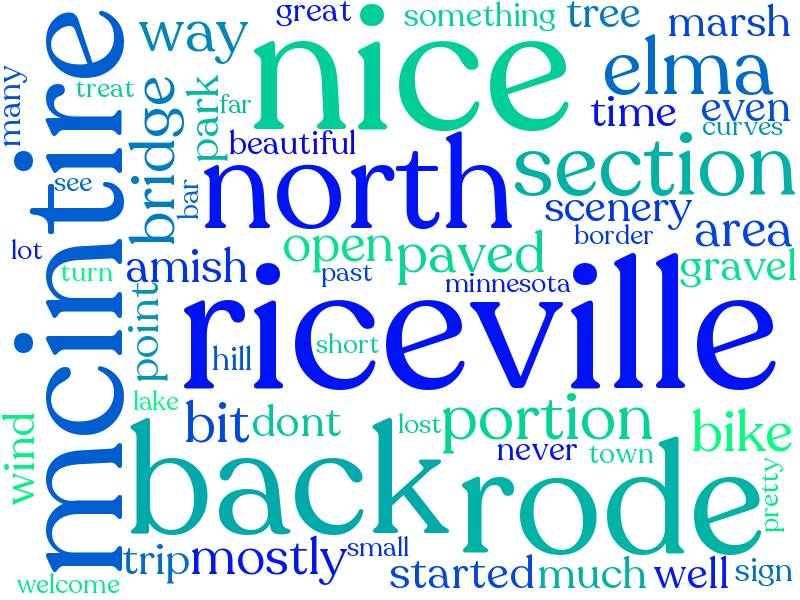 great
something
tree
marsh
way
nice
elma
many
treat
far
time
even
park
curves
bridge
beautiful
section
mcintire
see
bar
north
scenery
lot
border
area
open
paved
amish
turn
past
minnesota
gravel
point
riceville
hill
short
lake
bit
dont
lost
portion
bike
wind
back
never
town
rode
pretty
trip
mostly
small
started
much
well
sign
welcome